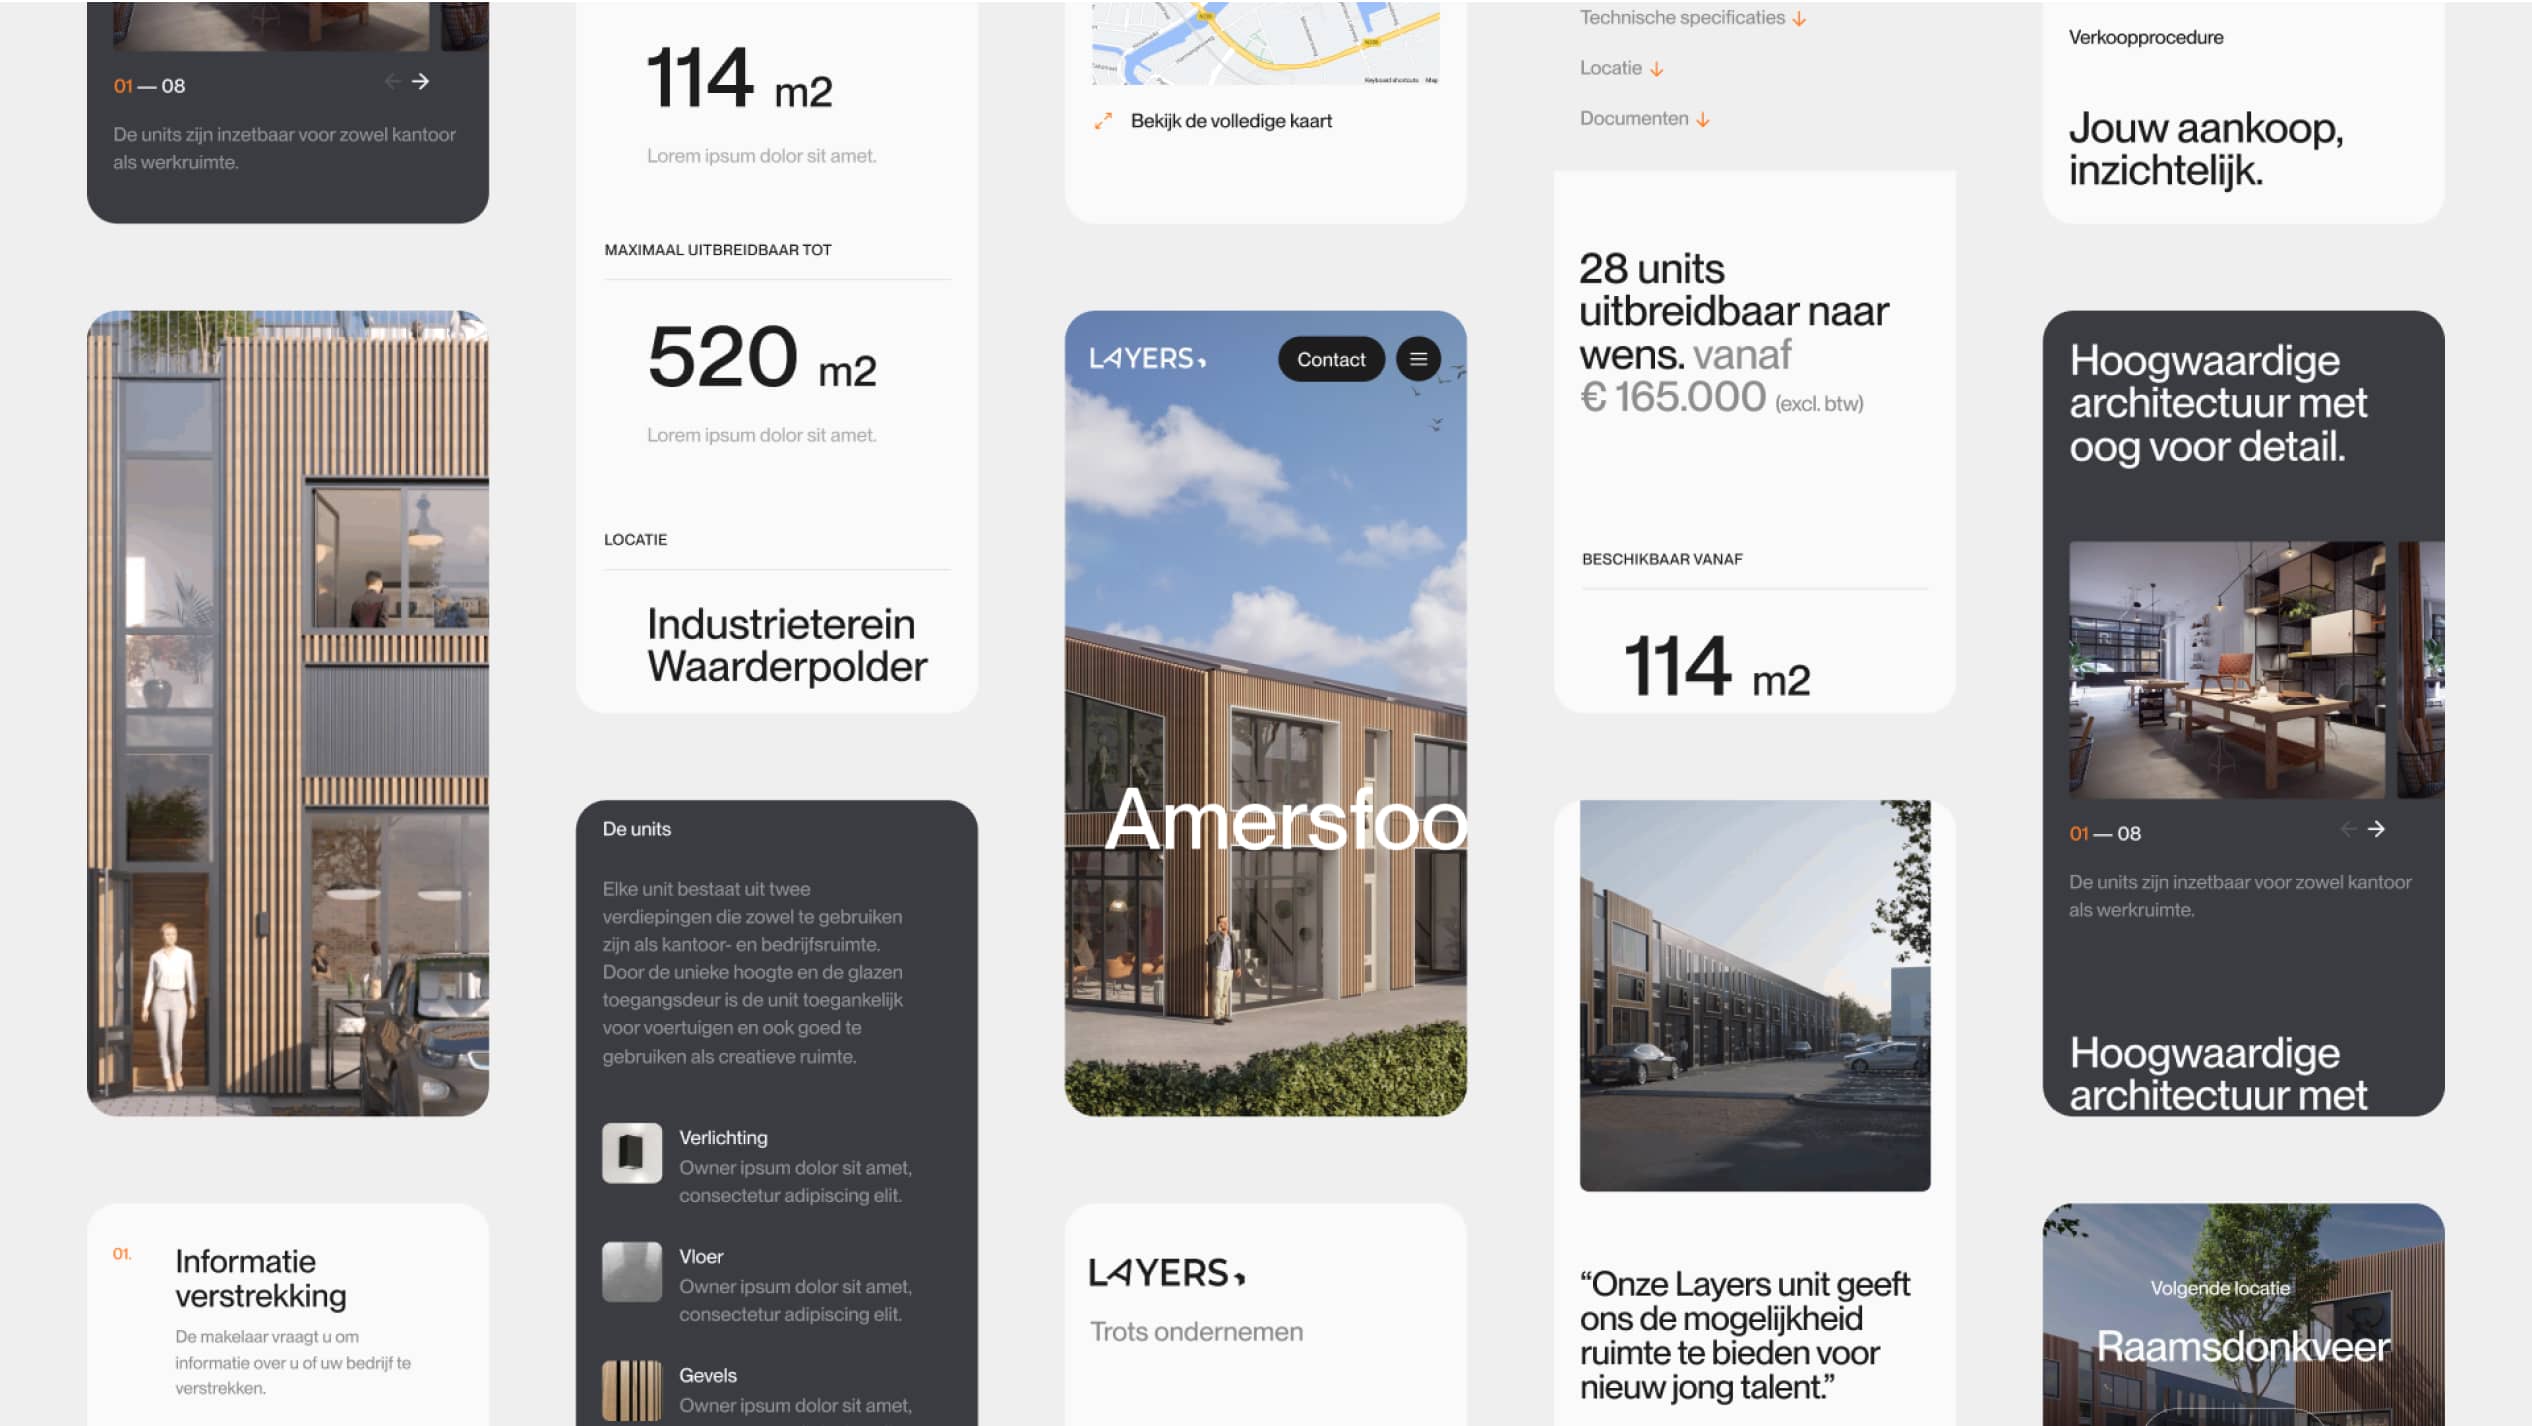 01 — 08
De units zijn inzetbaar voor zowel kantoor
als werkruimte.
01.
Informatie
verstrekking
De makelaar vraagt u om
informatie over u of uw bedrijf te
verstrekken.
114 m2
Lorem ipsum dolor sit amet.
MAXIMAAL UITBREIDBAAR TOT
520 m2
Lorem ipsum dolor sit amet.
LOCATIE
Industrieterein
Waarderpolder
De units
Elke unit bestaat uit twee
verdiepingen die zowel te gebruiken
zijn als kantoor- en bedrijfsruimte.
Door de unieke hoogte en de glazen
toegangsdeur is de unit toegankelijk
voor voertuigen en ook goed te
gebruiken als creatieve ruimte.
Verlichting
Owner ipsum dolor sit amet,
consectetur adipiscing elit.
Vloer
Owner ipsum dolor sit amet,
consectetur adipiscing elit.
Gevels
Owner ipsum dolor sit amet,
N200
N208
Keyboard shortcuts Map
Bekijk de volledige kaart
LAYERS
Contact
Amersfoo
LAYERS
Trots ondernemen
Technische specificaties ↓
Locatie ↓
Documenten ↓
28 units
uitbreidbaar naar
wens. vanaf
€ 165.000 (excl. btw)
BESCHIKBAAR VANAF
114 m2
“Onze Layers unit geeft
ons de mogelijkheid
ruimte te bieden voor
nieuw jong talent.”
Verkoopprocedure
Jouw aankoop,
inzichtelijk.
Hoogwaardige
architectuur met
oog voor detail.
01 — 08
De units zijn inzetbaar voor zowel kantoor
als werkruimte.
Hoogwaardige
architectuur met
Volgende locatie
Raamsdonkveer